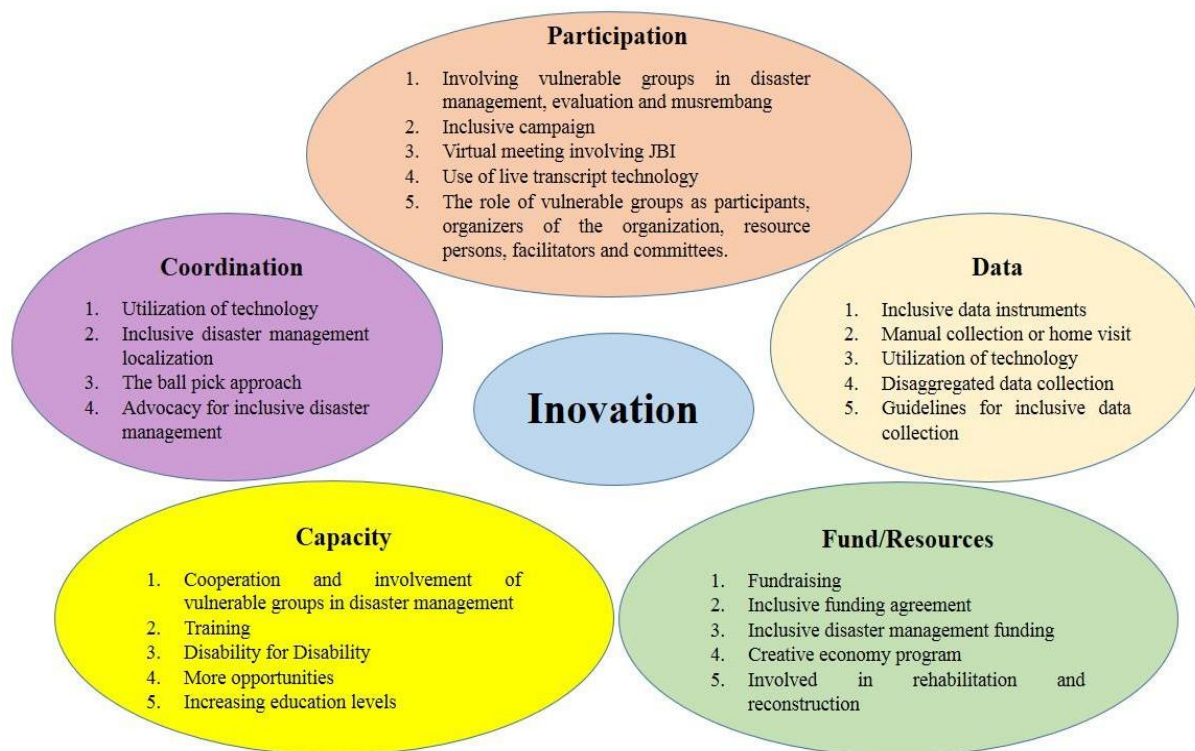 Participation
1. Involving vulnerable groups in disaster
management, evaluation and musrembang
2. Inclusive campaign
3. Virtual meeting involving JBI
4. Use of live transcript technology
5. The role of vulnerable groups as participants,
organizers of the organization, resource
persons, facilitators and committees.
Coordination
1. Utilization of technology
2. Inclusive disaster management
localization
3. The ball pick approach
4. Advocacy for inclusive disaster
management
Data
1. Inclusive data instruments
2. Manual collection or home visit
3. Utilization of technology
4. Disaggregated data collection
5. Guidelines for inclusive data
collection
Inovation
Capacity
1. Cooperation and involvement of
vulnerable groups in disaster management
2. Training
3. Disability for Disability
4. More opportunities
5. Increasing education levels
Fund/Resources
1. Fundraising
2. Inclusive funding agreement
3. Inclusive disaster management funding
4. Creative economy program
5. Involved in rehabilitation and
reconstruction